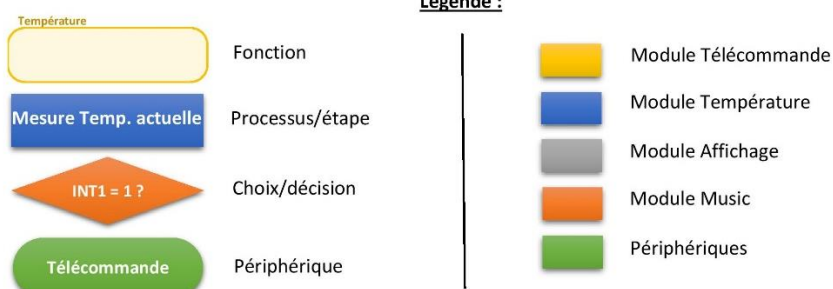 Légende :
Température
Fonction
Mesure Temp. actuelle
Processus/étape
INT1 = 1 ?
Choix/décision
Télécommande
Périphérique
Module Télécommande
Module Température
Module Affichage
Module Music
Périphériques